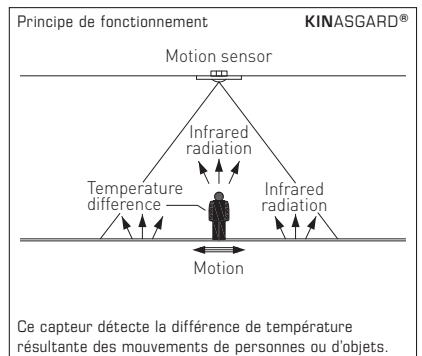 Principe de fonctionnement KINASGARD®
Motion sensor
Infrared
radiation
Temperature
difference
Infrared
radiation
Motion
Ce capteur détecte la différence de température
résultante des mouvements de personnes ou d'objets.